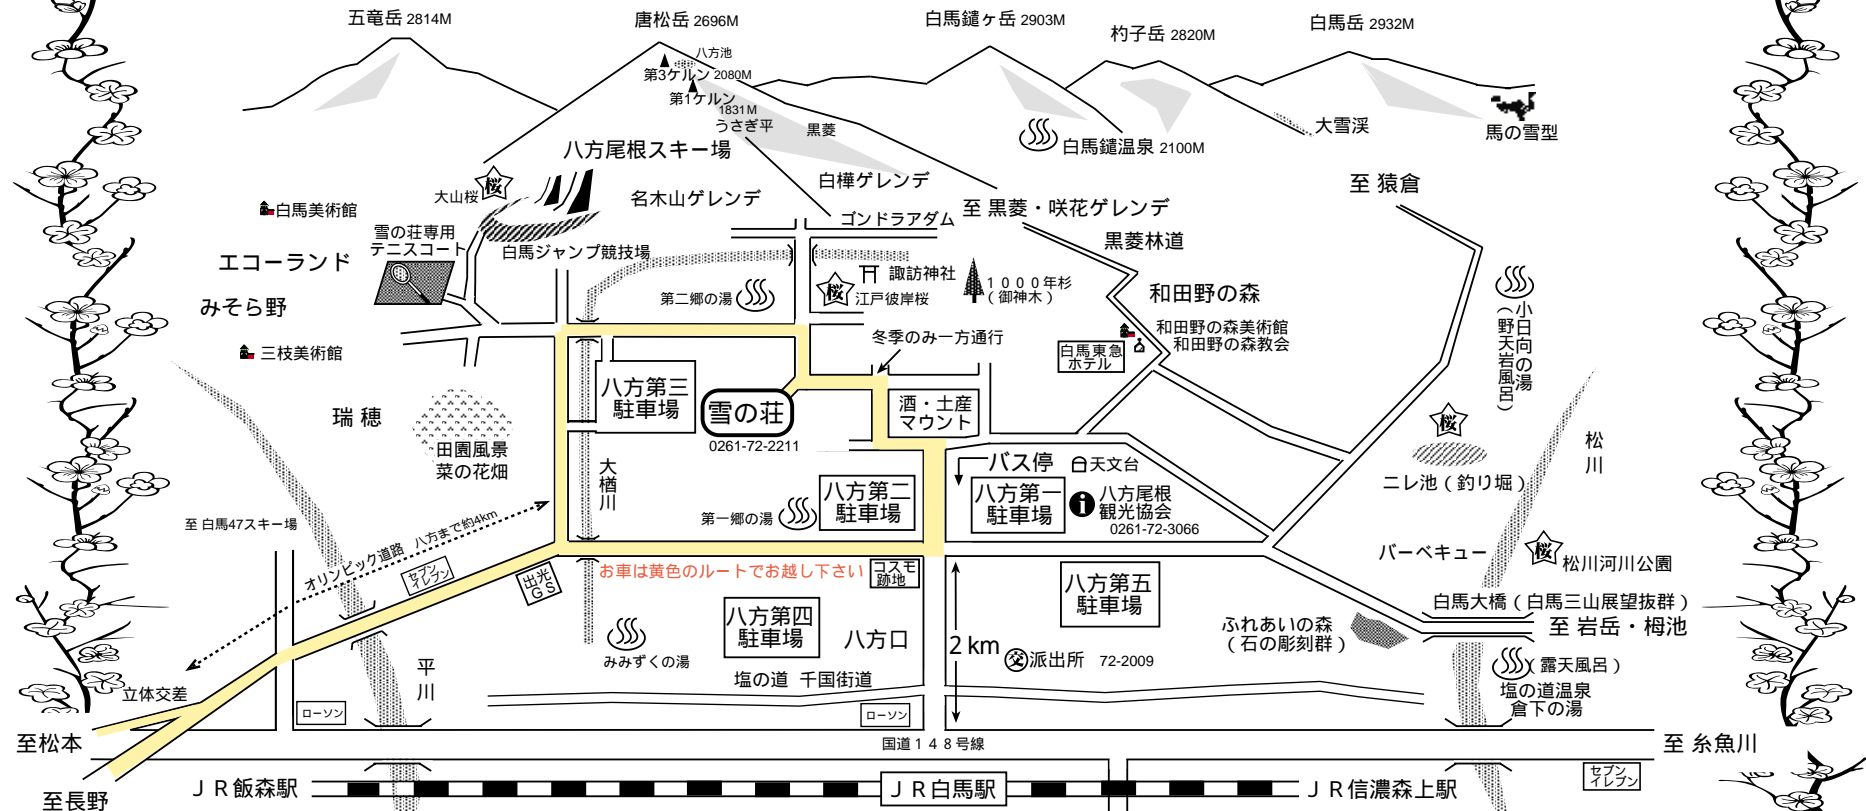 五竜岳 2814M
唐松岳 2696M
白馬鑓ヶ岳 2903M
杓子岳 2820M
白馬岳 2932M
八方池
第3ケルン 2080M
第1ケルン
1831M
うさぎ平
黒菱
大雪渓
馬の雪型
白馬鑓温泉 2100M
八方尾根スキー場
大山桜
桜
名木山ゲレンデ
白樺ゲレンデ
至 猿倉
白馬美術館
雪の荘専用
テニスコート
ゴンドラアダム
至 黒菱・咲花ゲレンデ
黒菱林道
エコーランド
白馬ジャンプ競技場
みそら野
第二郷の湯
桜
諏訪神社
江戸彼岸桜
1000年杉
(御神木)
和田野の森
和田野の森美術館
和田野の森教会
小日向の湯
(野天岩風呂)
三枝美術館
冬季のみ一方通行
白馬東急
ホテル
瑞穂
八方第三
駐車場
雪の荘
0261-72-2211
酒・土産
マウント
桜
松川
田園風景
菜の花畑
大楢川
バス停
天文台
ニレ池(釣り堀)
八方第二
駐車場
八方第一
駐車場
i
八方尾根
観光協会
0261-72-3066
第一郷の湯
至 白馬47スキー場
オリンピック道路 八方まで約4km
バーベキュー
桜
松川河川公園
セブン
イレブン
出光
GS
お車は黄色のルートでお越し下さい
コスモ
跡地
八方第五
駐車場
白馬大橋(白馬三山展望抜群)
八方第四
駐車場
八方口
ふれあいの森
(石の彫刻群)
至 岩岳・栂池
みみずくの湯
2 km
交
派出所 72-2009
(露天風呂)
塩の道温泉
倉下の湯
平川
立体交差
塩の道 千国街道
ローソン
ローソン
至松本
国道148号線
至 糸魚川
セブン
イレブン
至長野
JR飯森駅
JR白馬駅
JR信濃森上駅